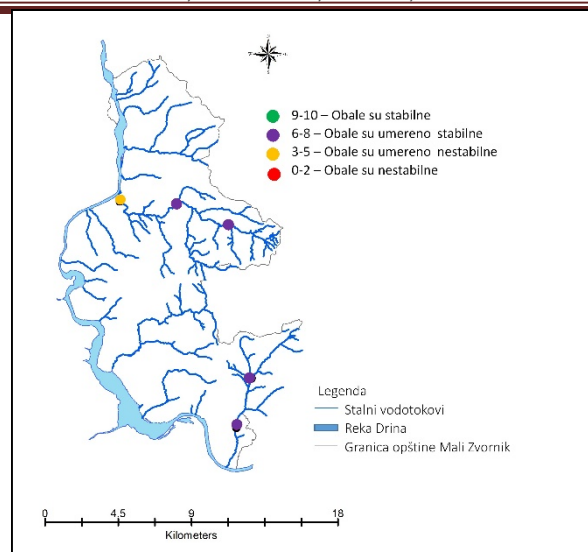 9-10 – Obale su stabilne
6-8 – Obale su umereno stabilne
3-5 – Obale su umereno nestabilne
0-2 – Obale su nestabilne
Legenda
Stalni vodotokovi
Reka Drina
Granica opštine Mali Zvornik
0 4.5 9 18
Kilometers